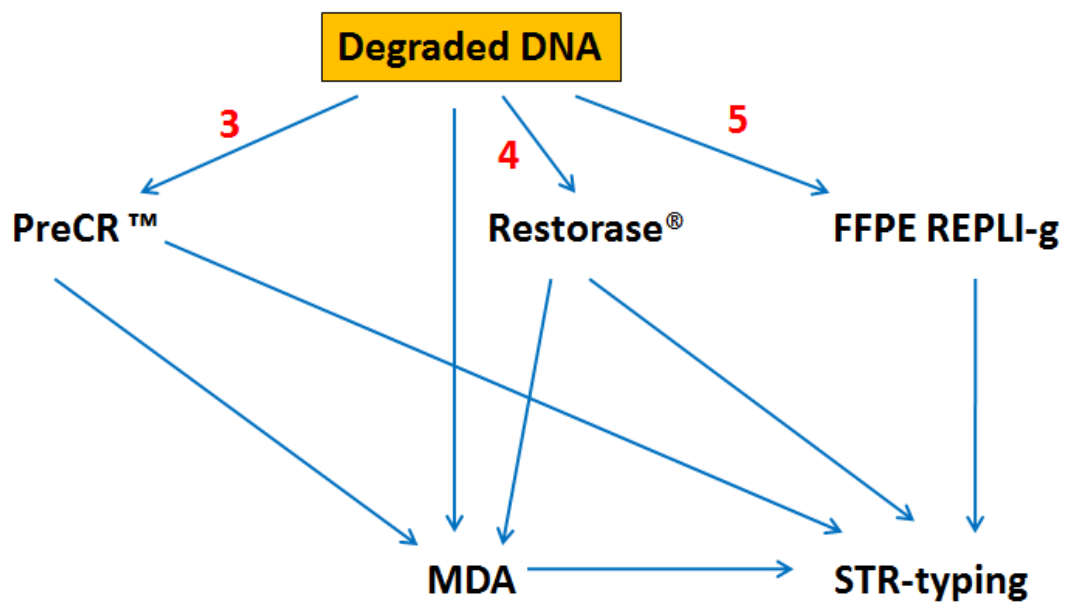 Degraded DNA
3
4
5
PreCR ™
Restorase®
FFPE REPLI-g
MDA
STR-typing